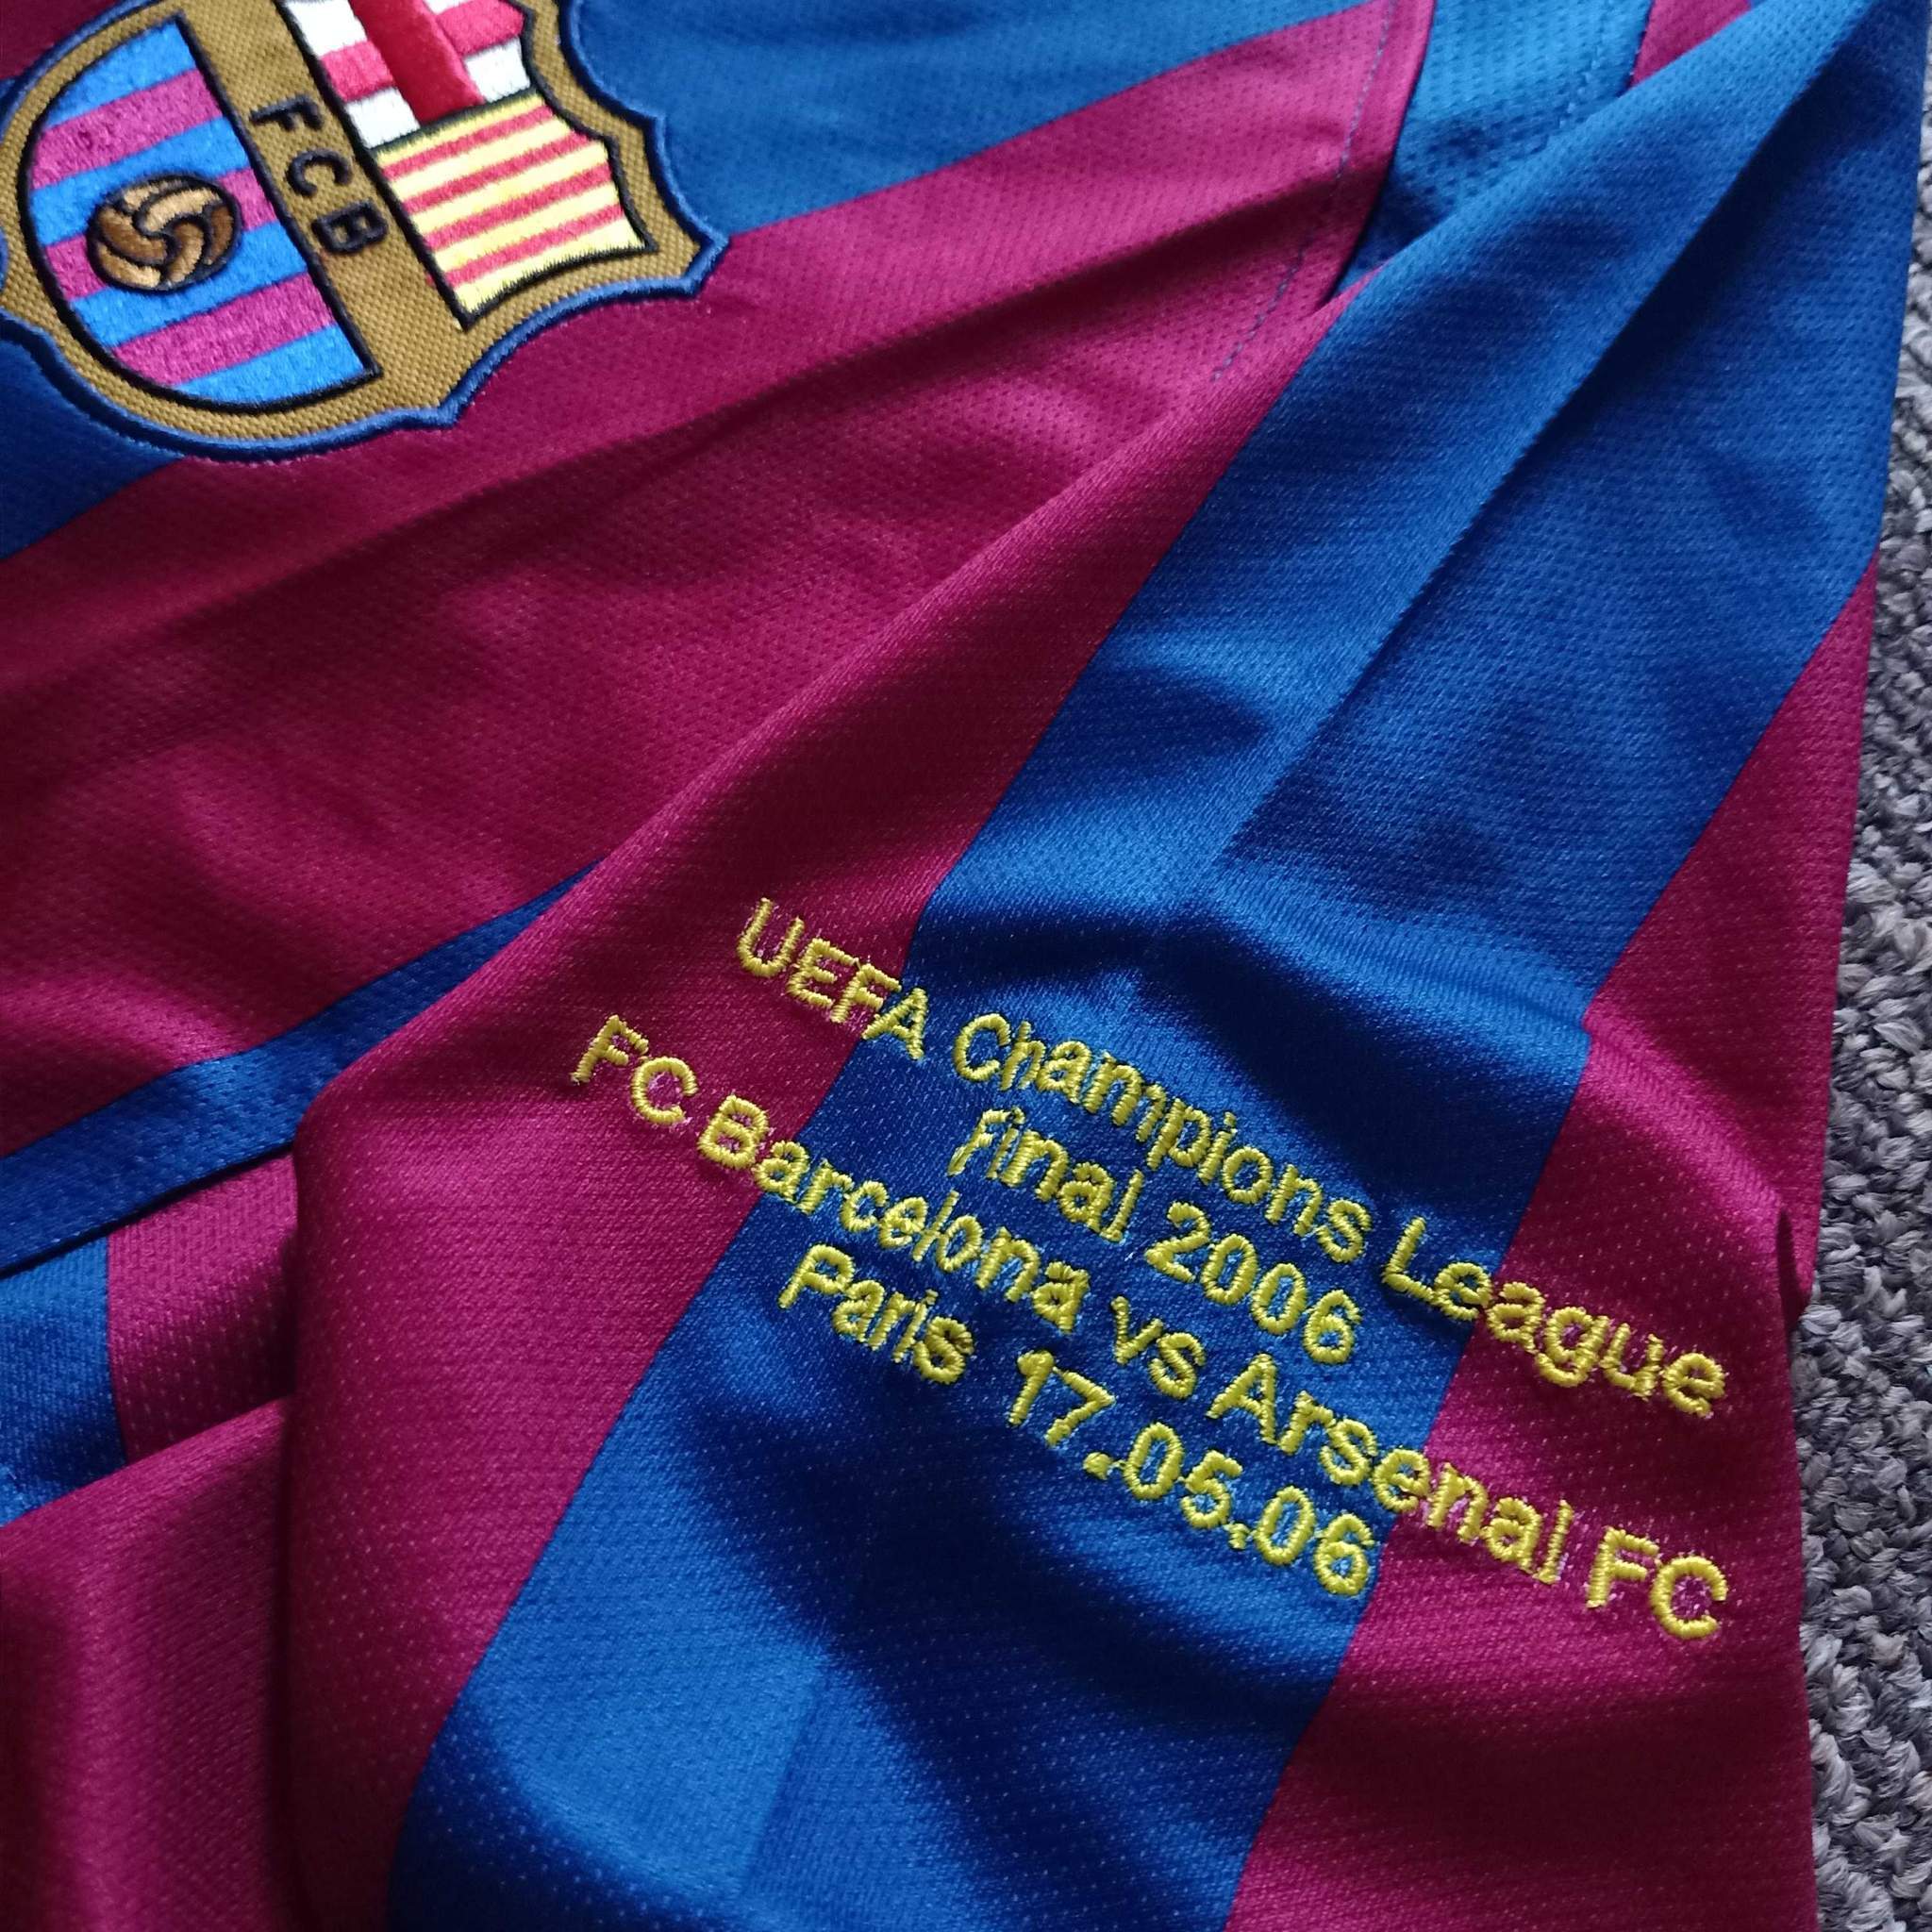 FCB
UEFA Champions League
Final 2006
FC Barcelona vs Arsenal FC
Paris 17.05.06